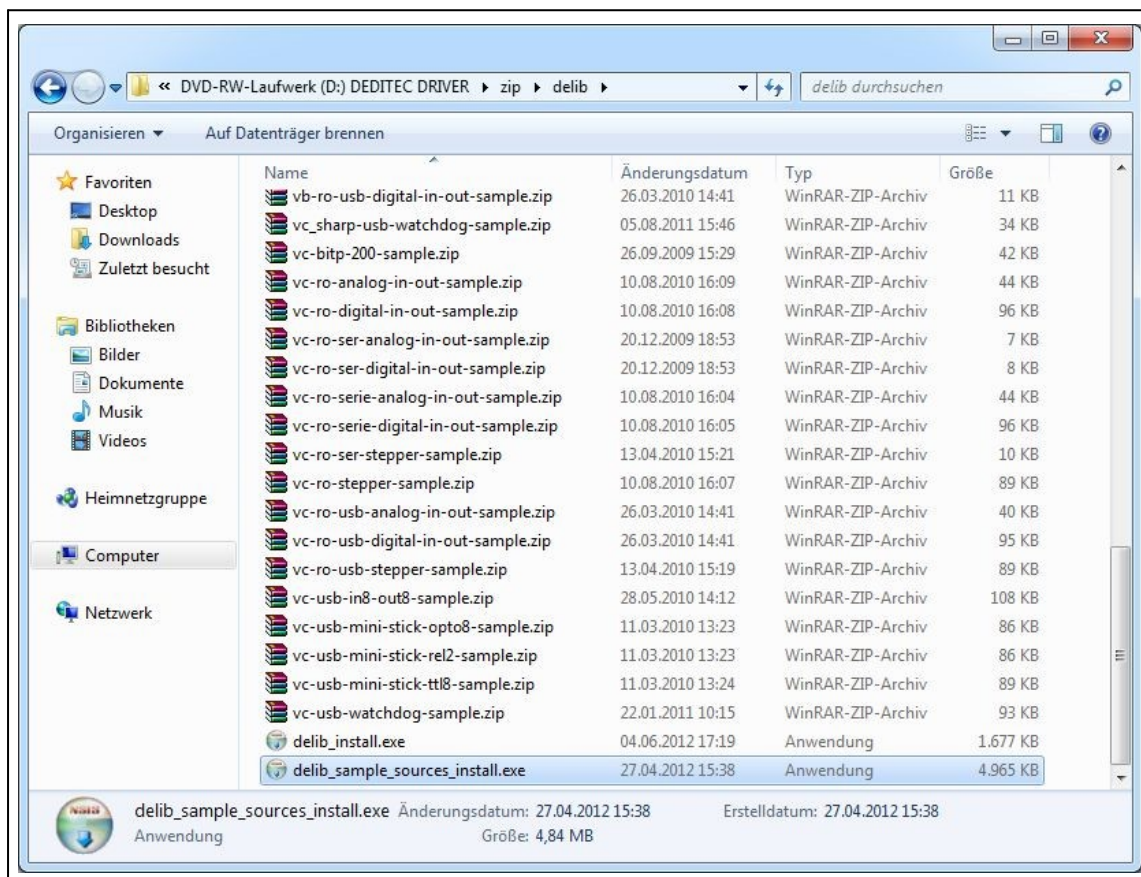 « DVD-RW-Laufwerk (D:) DEDITEC DRIVER ▸ zip ▸ delib ▸ delib durchsuchen
Organisieren Auf Datenträger brennen
Favoriten
Desktop
Downloads
Zuletzt besucht
Bibliotheken
Bilder
Dokumente
Musik
Videos
Heimnetzgruppe
Computer
Netzwerk
Name Änderungsdatum Typ Größe
vb-ro-usb-digital-in-out-sample.zip 26.03.2010 14:41 WinRAR-ZIP-Archiv 11 KB
vc_sharp-usb-watchdog-sample.zip 05.08.2011 15:46 WinRAR-ZIP-Archiv 34 KB
vc-bitp-200-sample.zip 26.09.2009 15:29 WinRAR-ZIP-Archiv 42 KB
vc-ro-analog-in-out-sample.zip 10.08.2010 16:09 WinRAR-ZIP-Archiv 44 KB
vc-ro-digital-in-out-sample.zip 10.08.2010 16:08 WinRAR-ZIP-Archiv 96 KB
vc-ro-ser-analog-in-out-sample.zip 20.12.2009 18:53 WinRAR-ZIP-Archiv 7 KB
vc-ro-ser-digital-in-out-sample.zip 20.12.2009 18:53 WinRAR-ZIP-Archiv 8 KB
vc-ro-serie-analog-in-out-sample.zip 10.08.2010 16:04 WinRAR-ZIP-Archiv 44 KB
vc-ro-serie-digital-in-out-sample.zip 10.08.2010 16:05 WinRAR-ZIP-Archiv 96 KB
vc-ro-ser-stepper-sample.zip 13.04.2010 15:21 WinRAR-ZIP-Archiv 10 KB
vc-ro-stepper-sample.zip 10.08.2010 16:07 WinRAR-ZIP-Archiv 89 KB
vc-ro-usb-analog-in-out-sample.zip 26.03.2010 14:41 WinRAR-ZIP-Archiv 40 KB
vc-ro-usb-digital-in-out-sample.zip 26.03.2010 14:41 WinRAR-ZIP-Archiv 95 KB
vc-ro-usb-stepper-sample.zip 13.04.2010 15:19 WinRAR-ZIP-Archiv 89 KB
vc-usb-in8-out8-sample.zip 28.05.2010 14:12 WinRAR-ZIP-Archiv 108 KB
vc-usb-mini-stick-opto8-sample.zip 11.03.2010 13:23 WinRAR-ZIP-Archiv 86 KB
vc-usb-mini-stick-rel2-sample.zip 11.03.2010 13:23 WinRAR-ZIP-Archiv 86 KB
vc-usb-mini-stick-ttl8-sample.zip 11.03.2010 13:24 WinRAR-ZIP-Archiv 89 KB
vc-usb-watchdog-sample.zip 22.01.2011 10:15 WinRAR-ZIP-Archiv 93 KB
delib_install.exe 04.06.2012 17:19 Anwendung 1.677 KB
delib_sample_sources_install.exe 27.04.2012 15:38 Anwendung 4.965 KB
delib_sample_sources_install.exe Änderungsdatum: 27.04.2012 15:38 Erstelldatum: 27.04.2012 15:38
Anwendung Größe: 4,84 MB